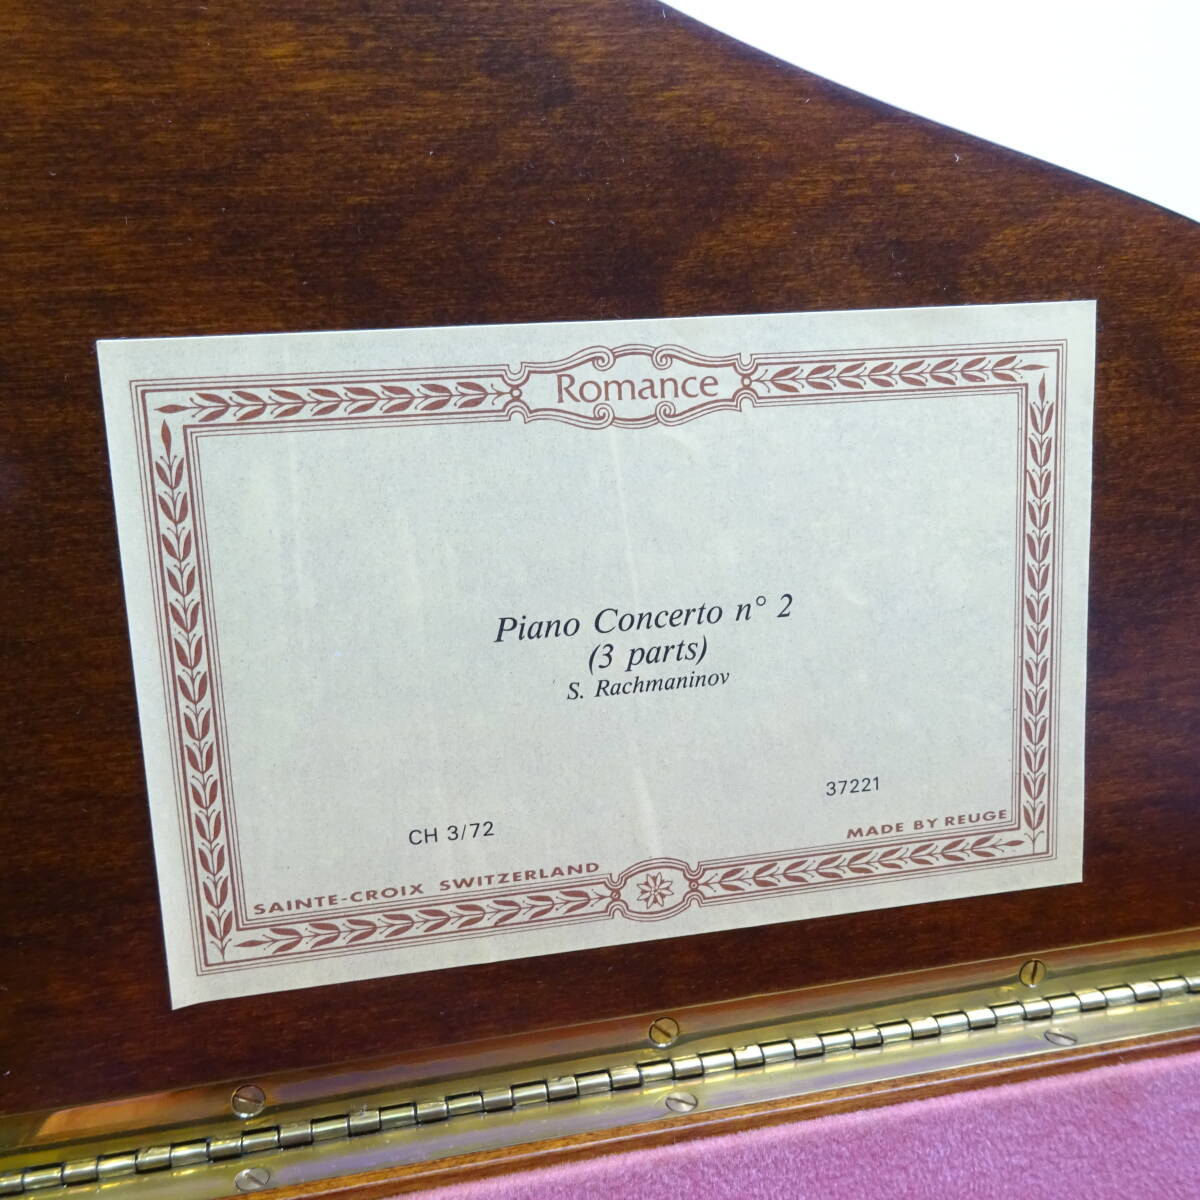 Romance
Piano Concerto n° 2
(3 parts)
S. Rachmaninov
37221
CH 3/72
MADE BY REUGE
SAINTE-CROIX SWITZERLAND